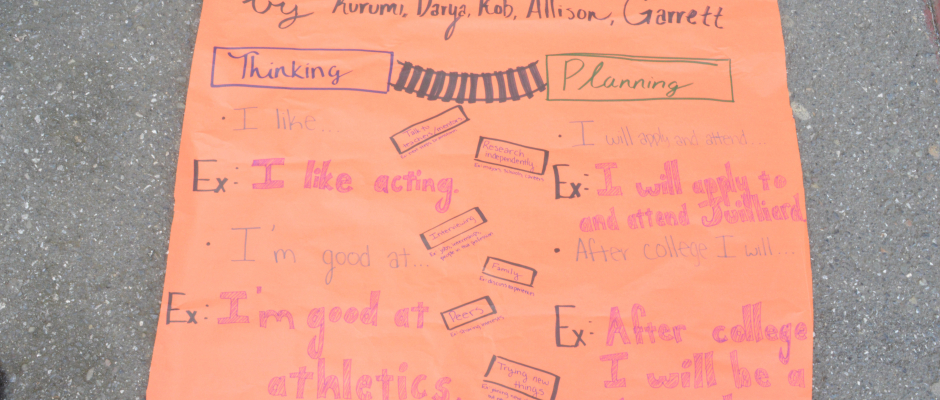 by Kurumi, Darya, Rob, Allison, Garrett
Thinking
Planning
• I like...
Ex: I like acting.
• I'm good at...
Ex: I'm good at
athletics.
Talk to
Research
independently
Interviews
Family
Peers
Trying new
things
• I will apply and attend...
Ex: I will apply to
and attend Juilliard
• After college I will...
Ex: After college
I will be a